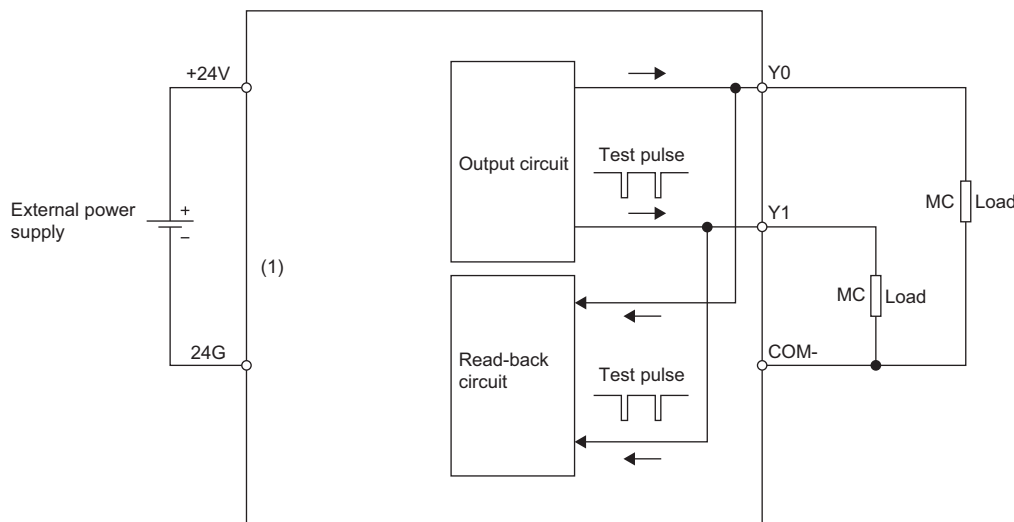 +24V
Y0
Output circuit
Test pulse
External power
supply
+
−
MC
Load
Y1
(1)
MC
Load
24G
COM-
Read-back
circuit
Test pulse